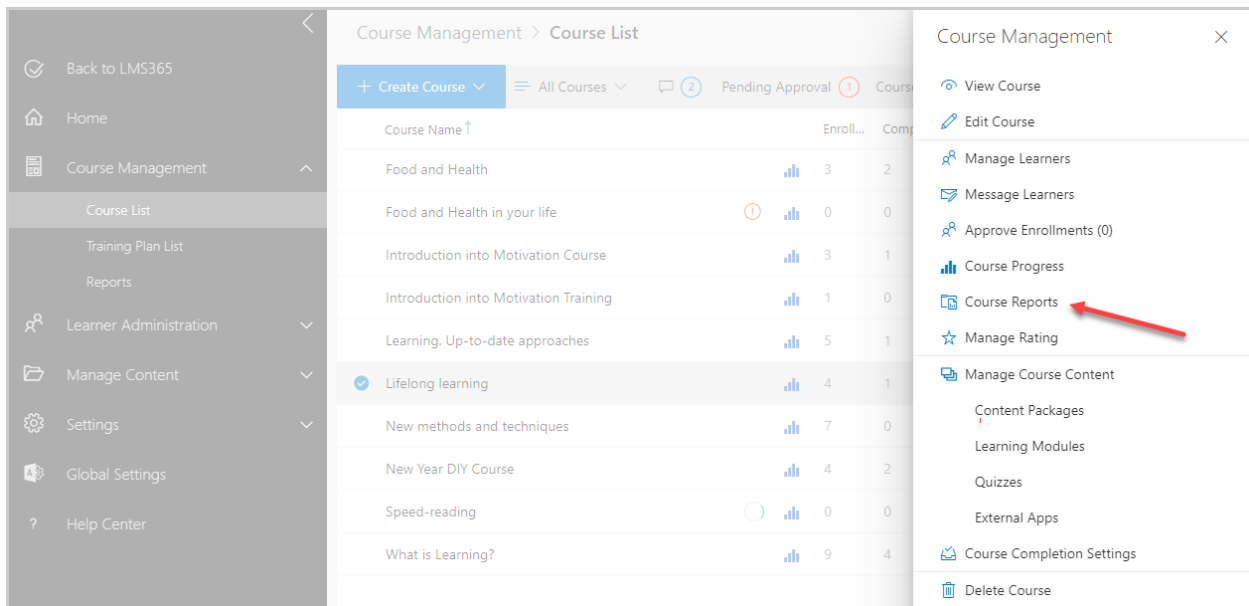 Back to LMS365
Home
Course Management
Course List
Training Plan List
Reports
Learner Administration
Manage Content
Settings
Global Settings
? Help Center
Course Management > Course List
+ Create Course All Courses 2 Pending Approval 1 Cours
Course Name ↑ Enroll... Comp
Food and Health 3 2
Food and Health in your life 0 0
Introduction into Motivation Course 3 1
Introduction into Motivation Training 1 0
Learning. Up-to-date approaches 5 1
Lifelong learning 4 1
New methods and techniques 7 0
New Year DIY Course 4 2
Speed-reading 0 0
What is Learning? 9 4
Course Management
View Course
Edit Course
Manage Learners
Message Learners
Approve Enrollments (0)
Course Progress
Course Reports
Manage Rating
Manage Course Content
Content Packages
Learning Modules
Quizzes
External Apps
Course Completion Settings
Delete Course